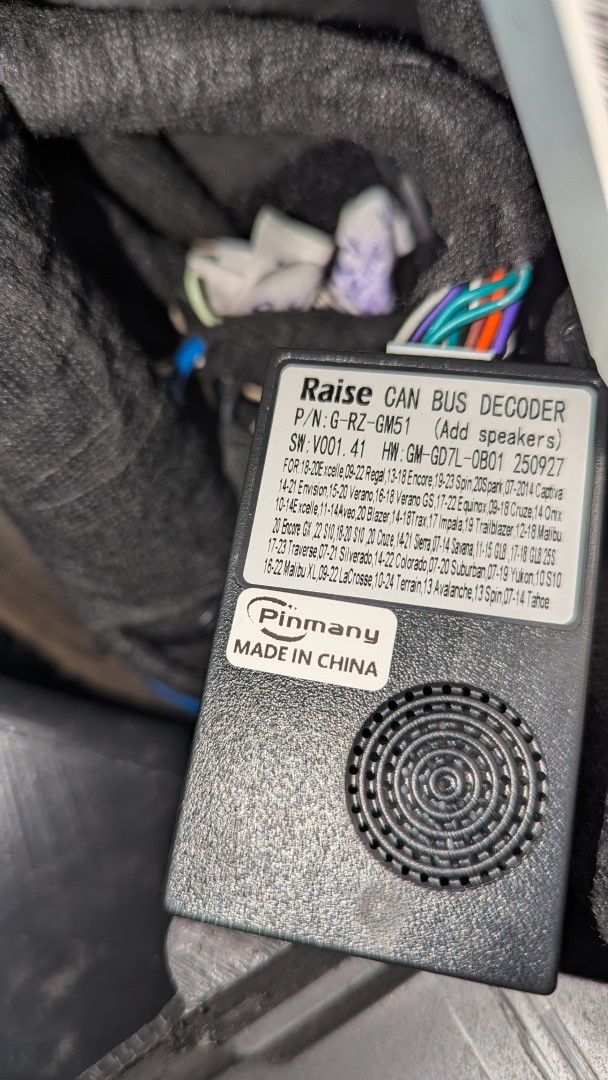 Raise CAN BUS DECODER
P/N:G-RZ-GM51 (Add speakers)
SW:V001.41 HW:GM-GD7L-0B01 250927
FOR:18-20Excelle,09-22 Regal,13-18 Encore,19-23 Spin,20Spark,07-2014 Captiva
14-21 Envision,15-20 Verano,16-18 Verano GS,17-22 Equinox,09-18 Cruze,14 Onix
10-14Excelle,11-14Aveo,20 Blazer,14-18Trax,17 Impala,19 Trailblazer,12-18 Malibu
20 Encore GX,22 S10,18-20 S10,20 Cruze,14-21 Sierra,07-14 Savana,11-15 GL8,17-18 GL8 25S
17-23 Traverse,07-21 Silverado,14-22 Colorado,07-20 Suburban,07-19 Yukon,10 S10
16-22 Malibu XL,09-22 LaCrosse,10-24 Terrain,13 Avalanche,13 Spin,07-14 Tahoe
Pinmany
MADE IN CHINA